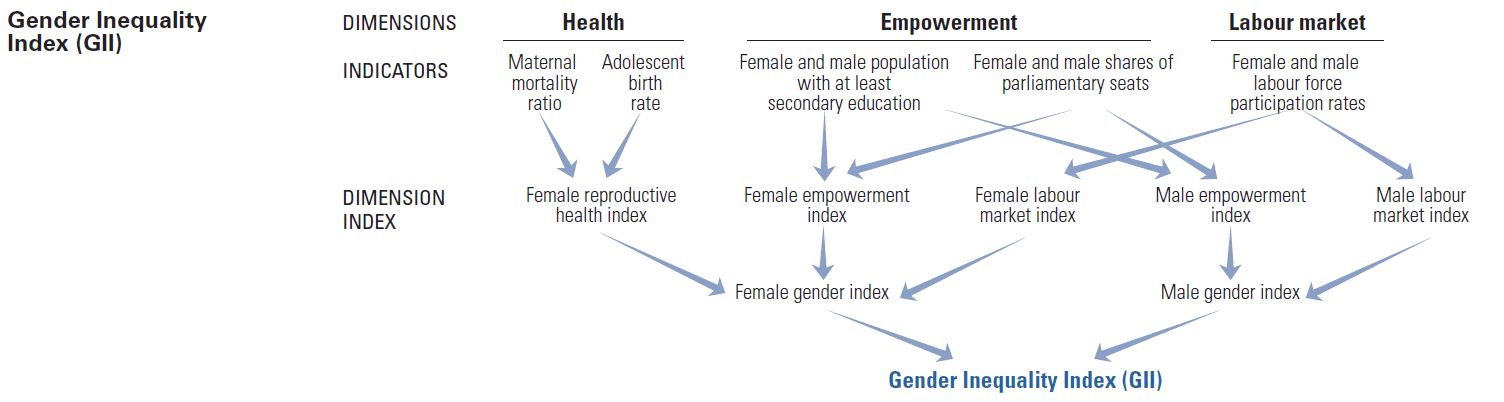 Gender Inequality
Index (GII)
DIMENSIONS
Health
Empowerment
Labour market
INDICATORS
Maternal
mortality
ratio
Adolescent
birth
rate
Female and male population
with at least
secondary education
Female and male shares of
parliamentary seats
Female and male
labour force
participation rates
DIMENSION
INDEX
Female reproductive
health index
Female empowerment
index
Female labour
market index
Male empowerment
index
Male labour
market index
Female gender index
Male gender index
Gender Inequality Index (GII)